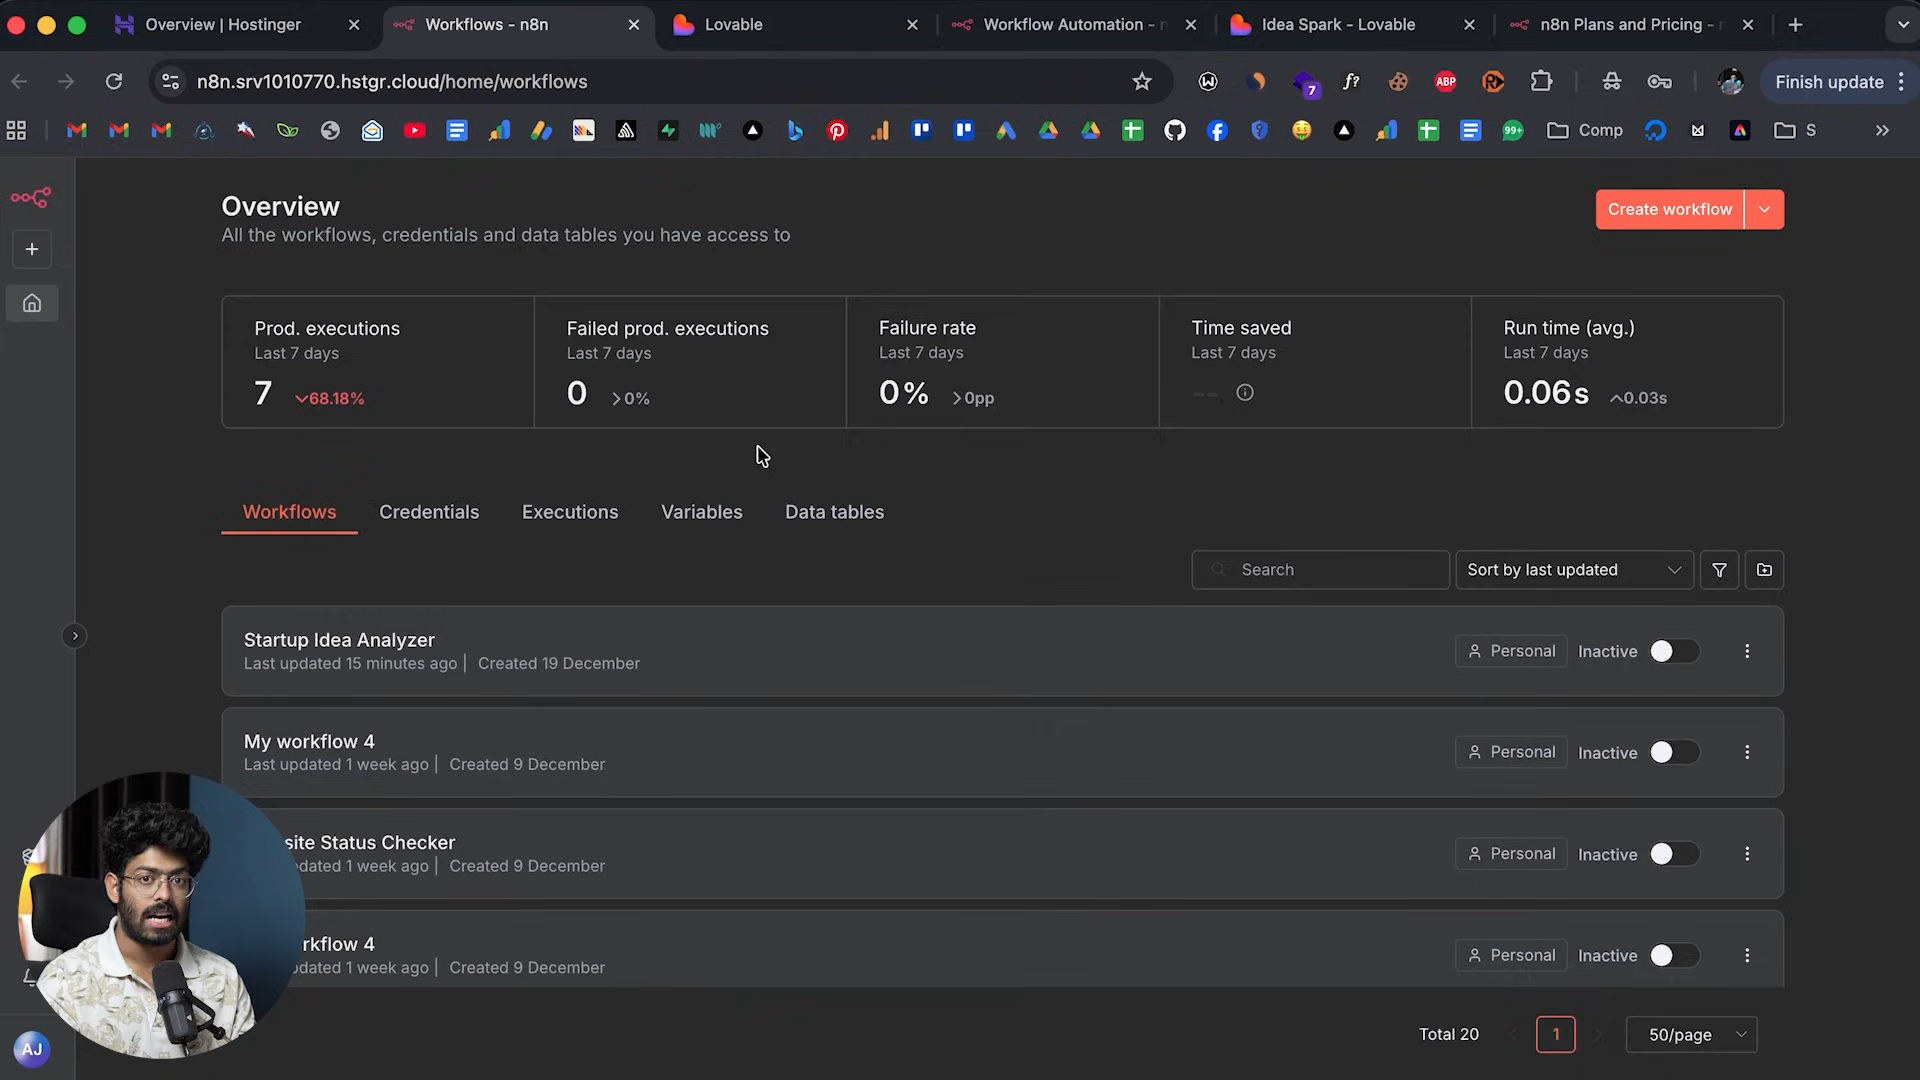 Overview | Hostinger
Workflows - n8n
Lovable
Workflow Automation - n
Idea Spark - Lovable
n8n Plans and Pricing -
n8n.srv1010770.hstgr.cloud/home/workflows
7
f?
ABP
Finish update
99+
Comp
S
Overview
All the workflows, credentials and data tables you have access to
Create workflow
Prod. executions
Last 7 days
7 68.18%
Failed prod. executions
Last 7 days
0 0%
Failure rate
Last 7 days
0% 0pp
Time saved
Last 7 days
--
Run time (avg.)
Last 7 days
0.06s 0.03s
Workflows
Credentials
Executions
Variables
Data tables
Search
Sort by last updated
Startup Idea Analyzer
Last updated 15 minutes ago | Created 19 December
Personal
Inactive
My workflow 4
Last updated 1 week ago | Created 9 December
Personal
Inactive
site Status Checker
dated 1 week ago | Created 9 December
Personal
Inactive
rkflow 4
dated 1 week ago | Created 9 December
Personal
Inactive
Total 20
1
50/page
AJ